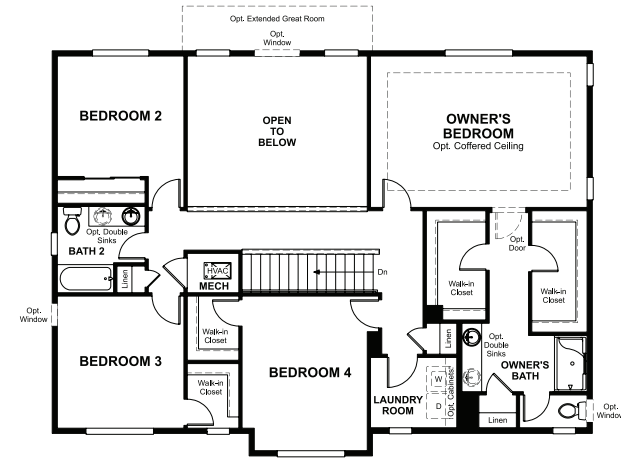 Opt. Extended Great Room
Opt.
Window
BEDROOM 2
OPEN
TO
BELOW
OWNER'S
BEDROOM
Opt. Coffered Ceiling
Opt. Double
Sinks
BATH 2
Linen
HVAC
MECH
Dn
Opt.
Door
Walk-in
Closet
Walk-in
Closet
Opt.
Window
BEDROOM 3
Walk-in
Closet
Walk-in
Closet
BEDROOM 4
Linen
LAUNDRY
ROOM
W
D
Opt. Cabinets
Opt.
Double
Sinks
OWNER'S
BATH
Linen
Opt.
Window